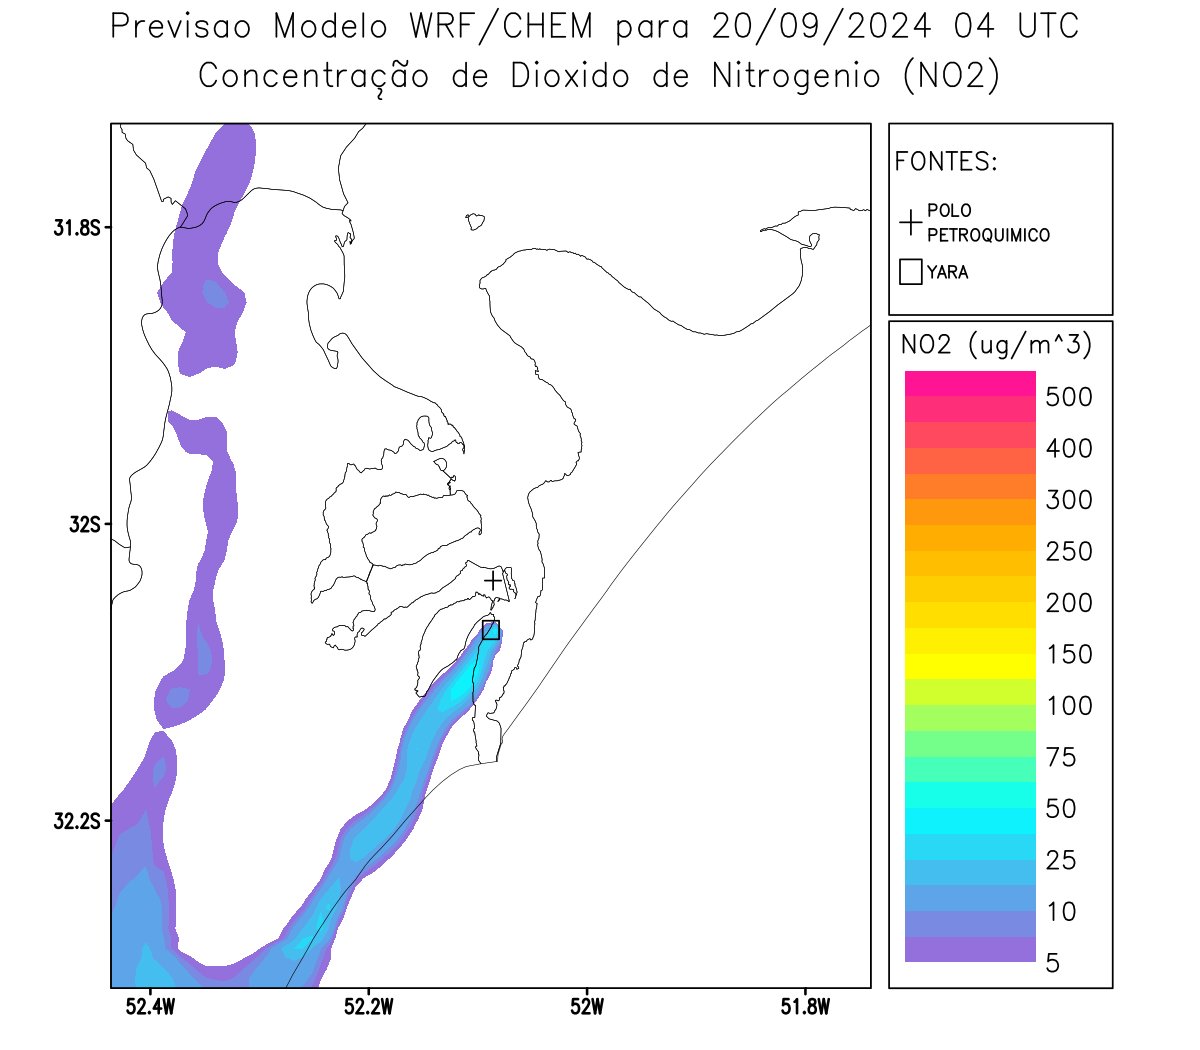 Previsao Modelo WRF/CHEM para 20/09/2024 04 UTC
Concentração de Dioxido de Nitrogenio (NO2)
FONTES:
POLO
PETROQUIMICO
YARA
NO2 (ug/m^3)
500
400
300
250
200
150
100
75
50
25
10
5
31.8S
32S
32.2S
52.4W
52.2W
52W
51.8W